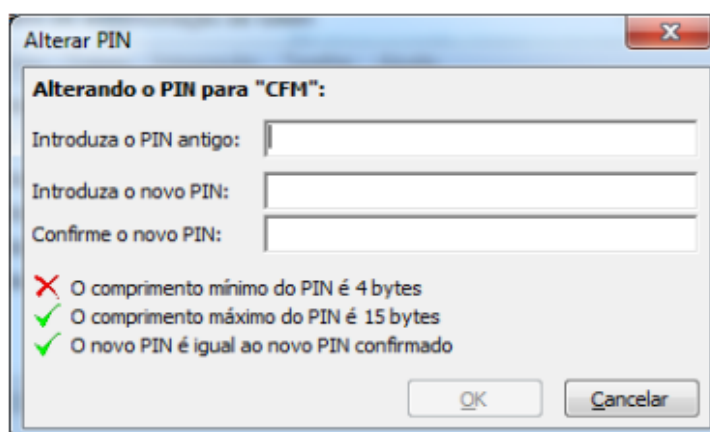 Alterar PIN
Alterando o PIN para "CFM":
Introduza o PIN antigo:
Introduza o novo PIN:
Confirme o novo PIN:
O comprimento mínimo do PIN é 4 bytes
O comprimento máximo do PIN é 15 bytes
O novo PIN é igual ao novo PIN confirmado
OK Cancelar